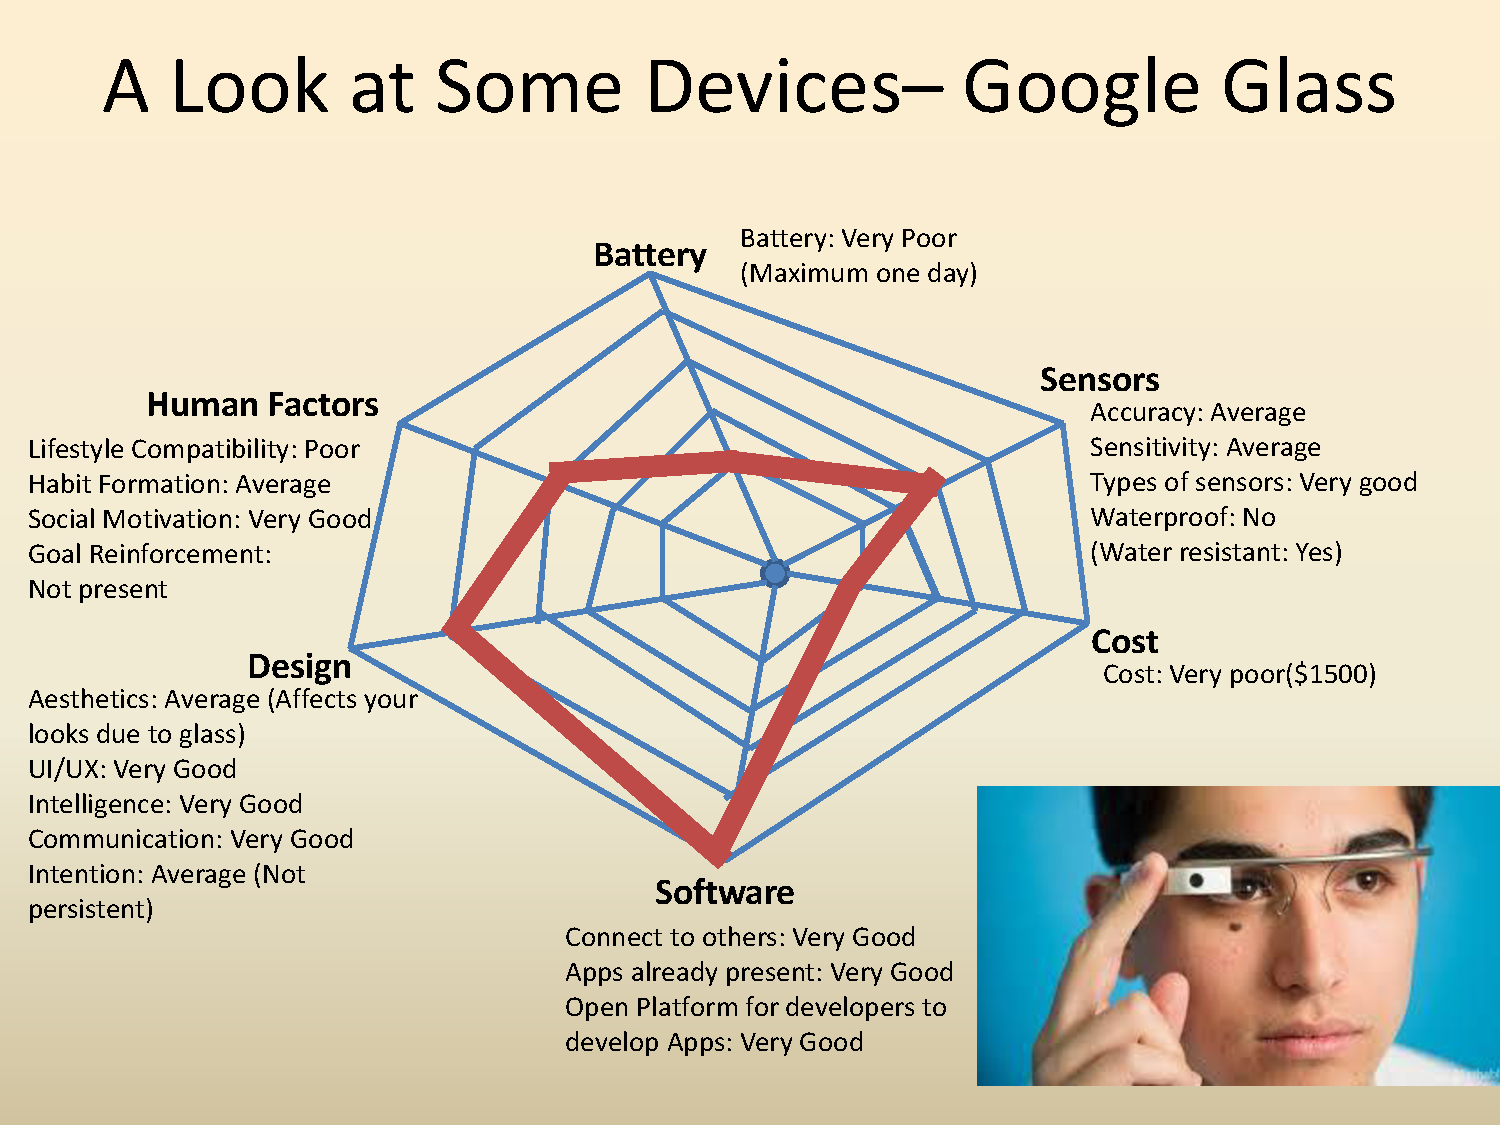 A Look at Some Devices– Google Glass
Battery
Battery: Very Poor
(Maximum one day)
Sensors
Accuracy: Average
Sensitivity: Average
Types of sensors: Very good
Waterproof: No
(Water resistant: Yes)
Human Factors
Lifestyle Compatibility: Poor
Habit Formation: Average
Social Motivation: Very Good
Goal Reinforcement:
Not present
Cost
Cost: Very poor($1500)
Design
Aesthetics: Average (Affects your
looks due to glass)
UI/UX: Very Good
Intelligence: Very Good
Communication: Very Good
Intention: Average (Not
persistent)
Software
Connect to others: Very Good
Apps already present: Very Good
Open Platform for developers to
develop Apps: Very Good